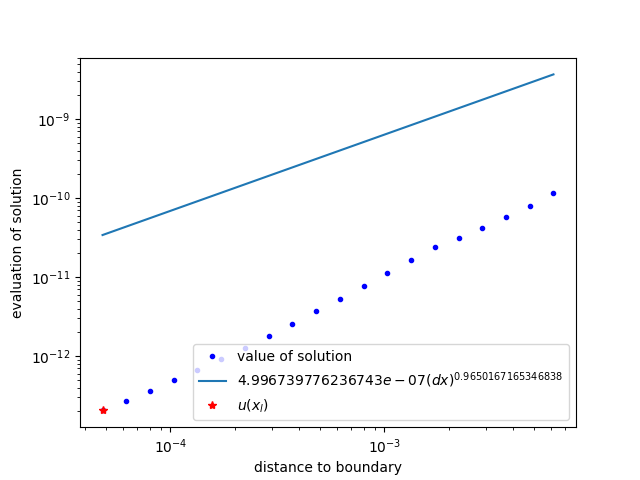 10⁻⁹
10⁻¹⁰
10⁻¹¹
10⁻¹²
evaluation of solution
value of solution
4.996739776236743e − 07(dx)^0.9650167165346838
u(x_I)
10⁻⁴
10⁻³
distance to boundary